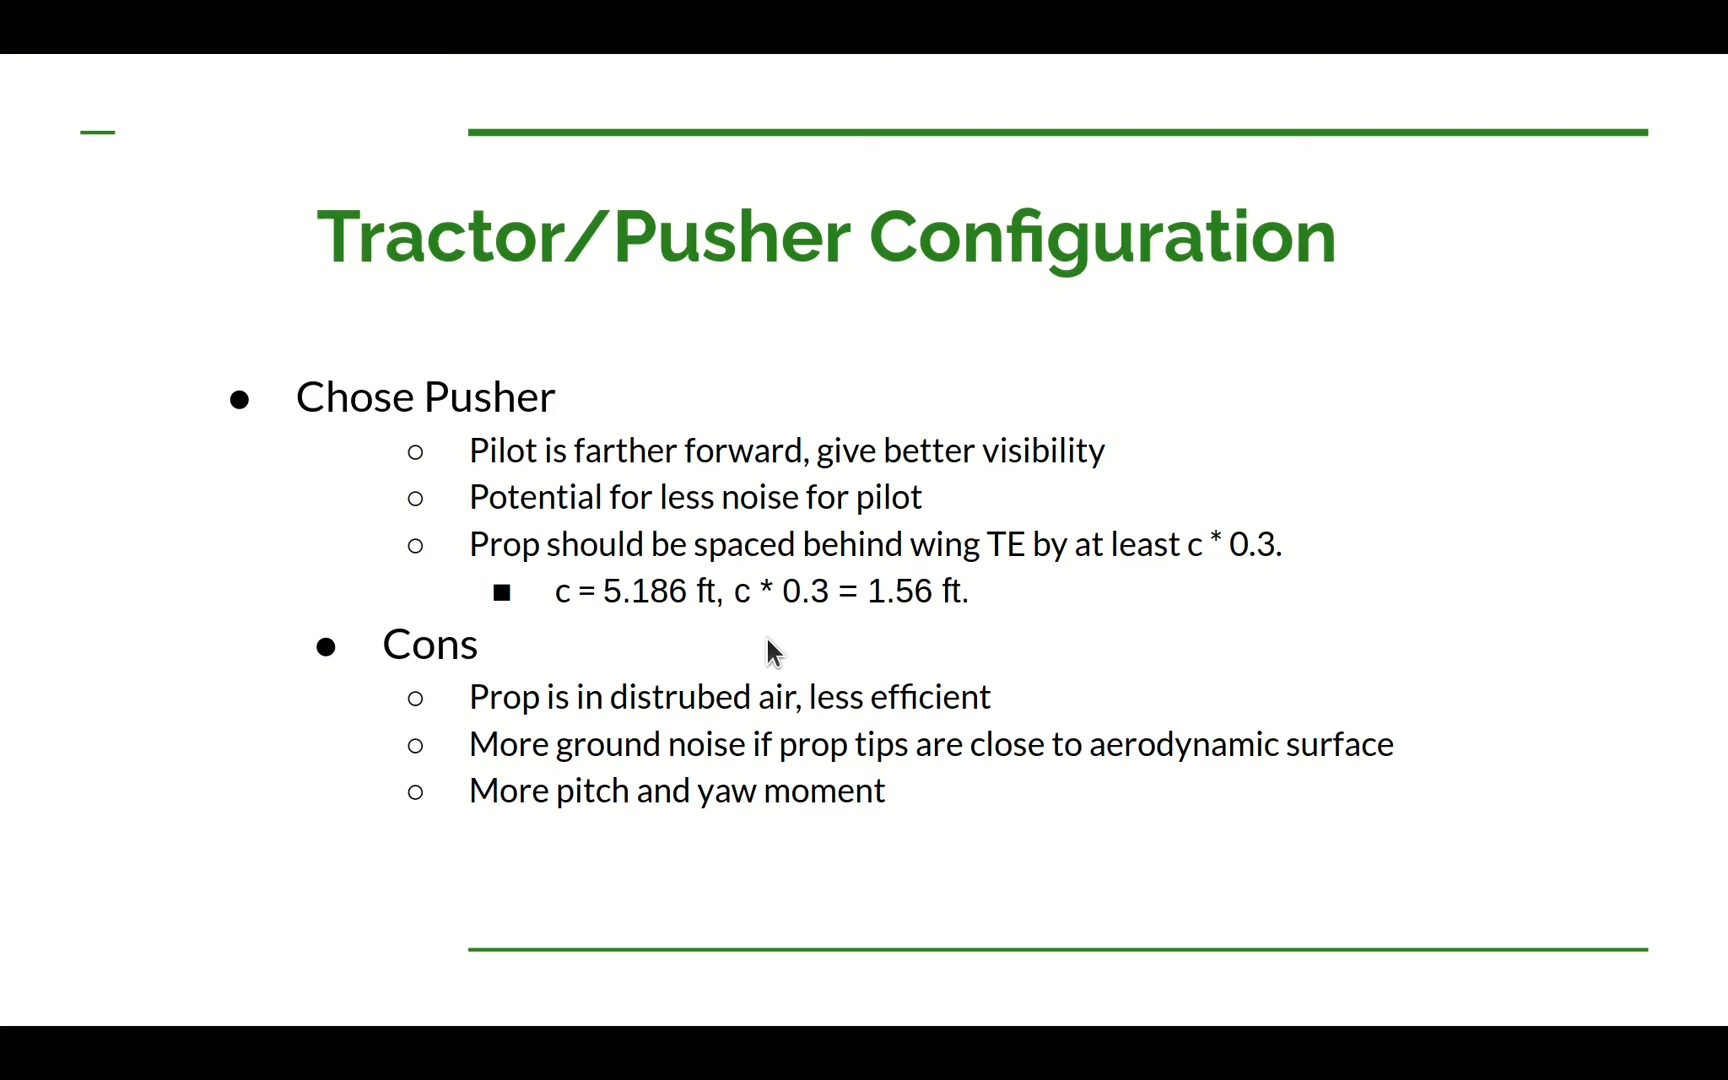 Tractor/Pusher Configuration
● Chose Pusher
○ Pilot is farther forward, give better visibility
○ Potential for less noise for pilot
○ Prop should be spaced behind wing TE by at least c * 0.3.
■ c = 5.186 ft, c * 0.3 = 1.56 ft.
● Cons
○ Prop is in distrubed air, less efficient
○ More ground noise if prop tips are close to aerodynamic surface
○ More pitch and yaw moment